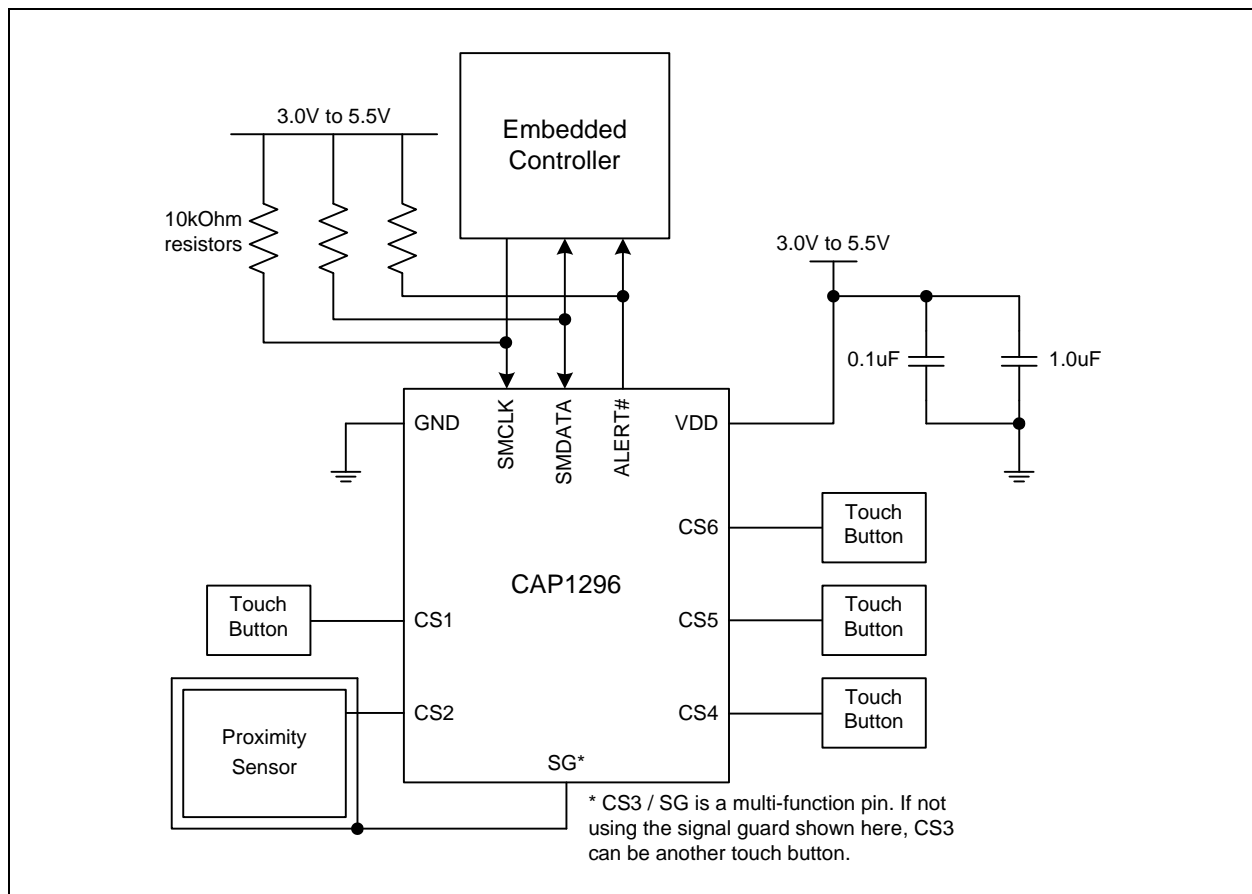 3.0V to 5.5V
Embedded
Controller
10kOhm
resistors
3.0V to 5.5V
0.1uF
1.0uF
GND
SMCLK
SMDATA
ALERT#
VDD
CS6
Touch
Button
CAP1296
Touch
Button
CS1
CS5
Touch
Button
Proximity
Sensor
CS2
CS4
Touch
Button
SG*
* CS3 / SG is a multi-function pin. If not
using the signal guard shown here, CS3
can be another touch button.